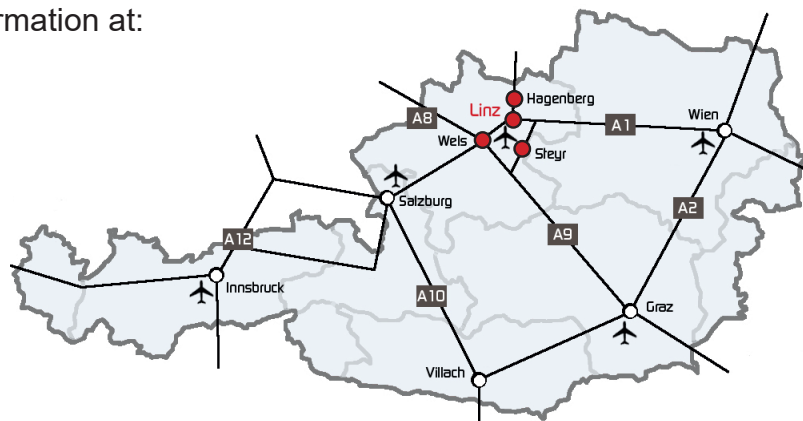 rmation at:
Hagenberg
Linz
A8
A1
Wien
Wels
Steyr
Salzburg
A2
A12
A9
Innsbruck
A10
Graz
Villach